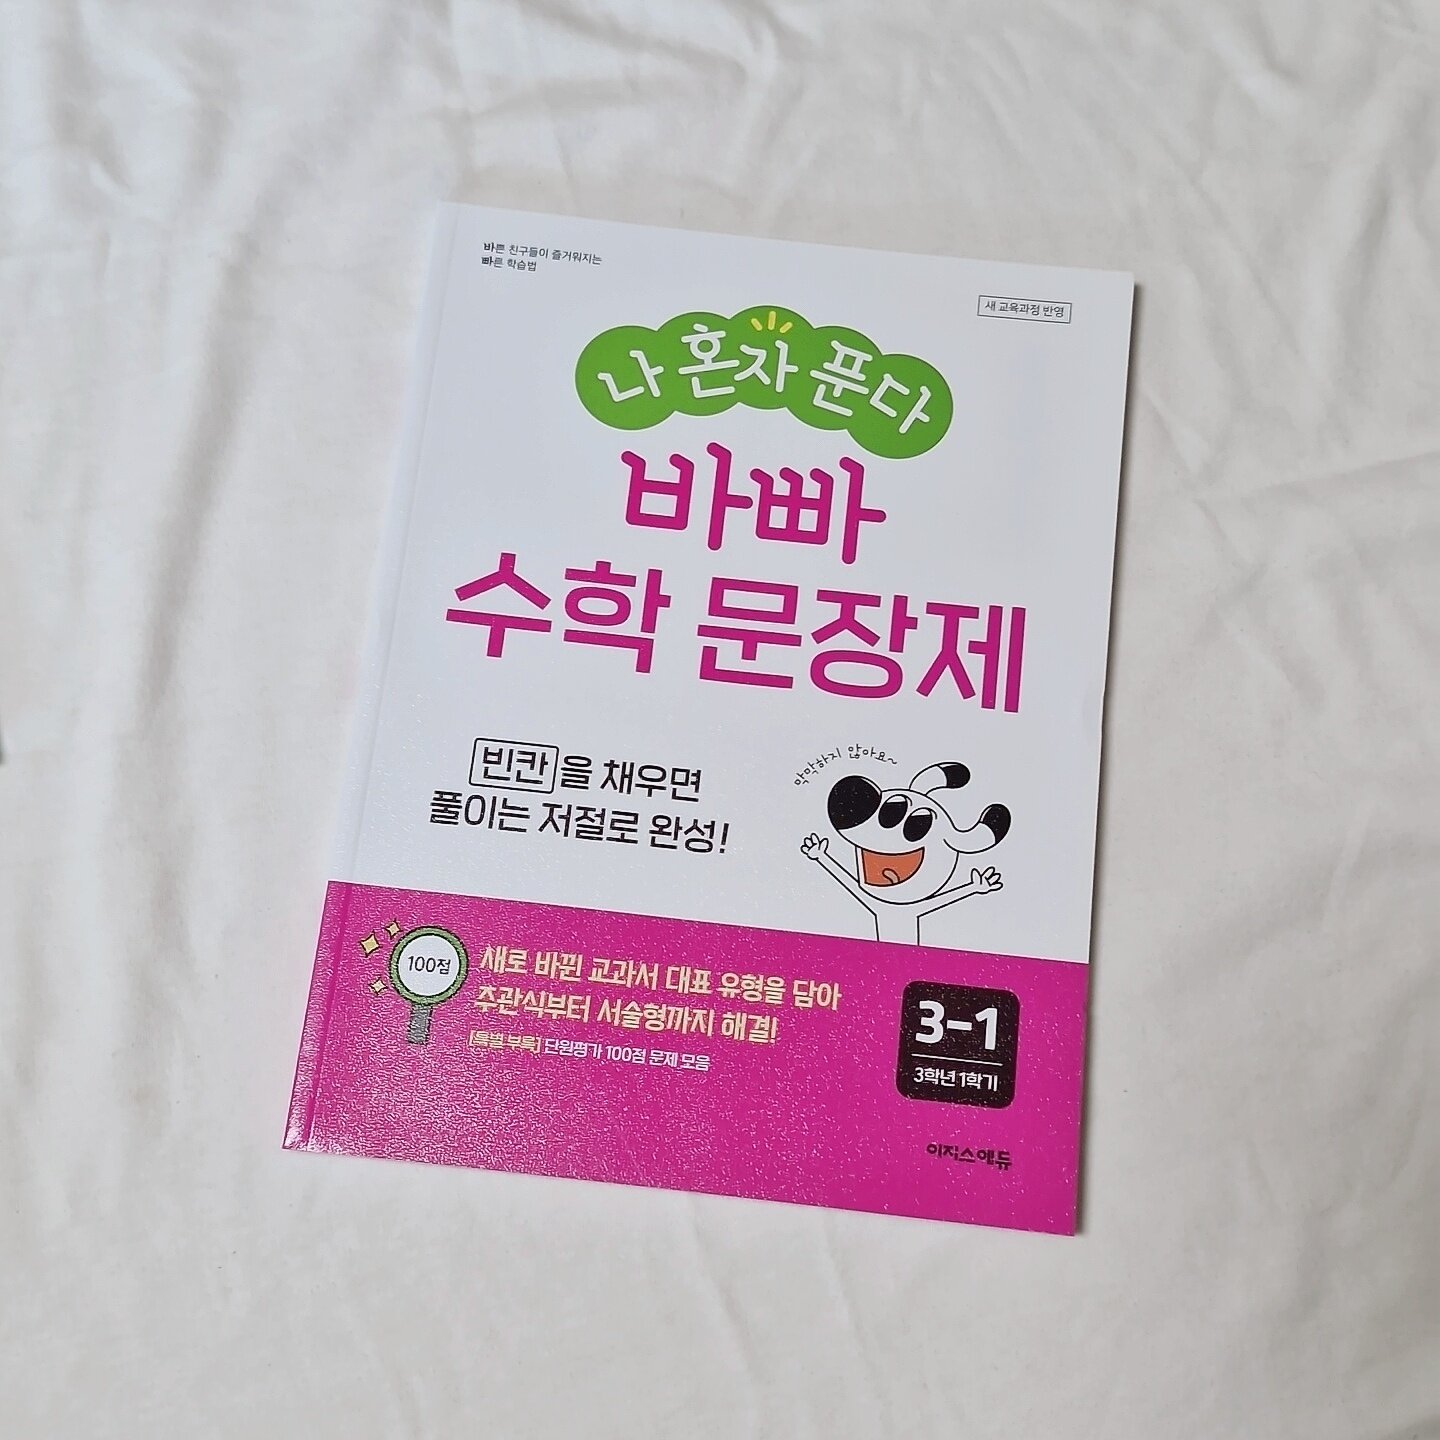 바쁜 친구들이 즐거워지는
빠른 학습법
새 교육과정 반영
나 혼자 푼다
바빠
수학 문장제
빈칸을 채우면
풀이는 저절로 완성!
막막하지 않아요~
100점
새로 바뀐 교과서 대표 유형을 담아
주관식부터 서술형까지 해결!
[특별 부록] 단원평가 100점 문제 모음
3-1
3학년 1학기
이지스에듀